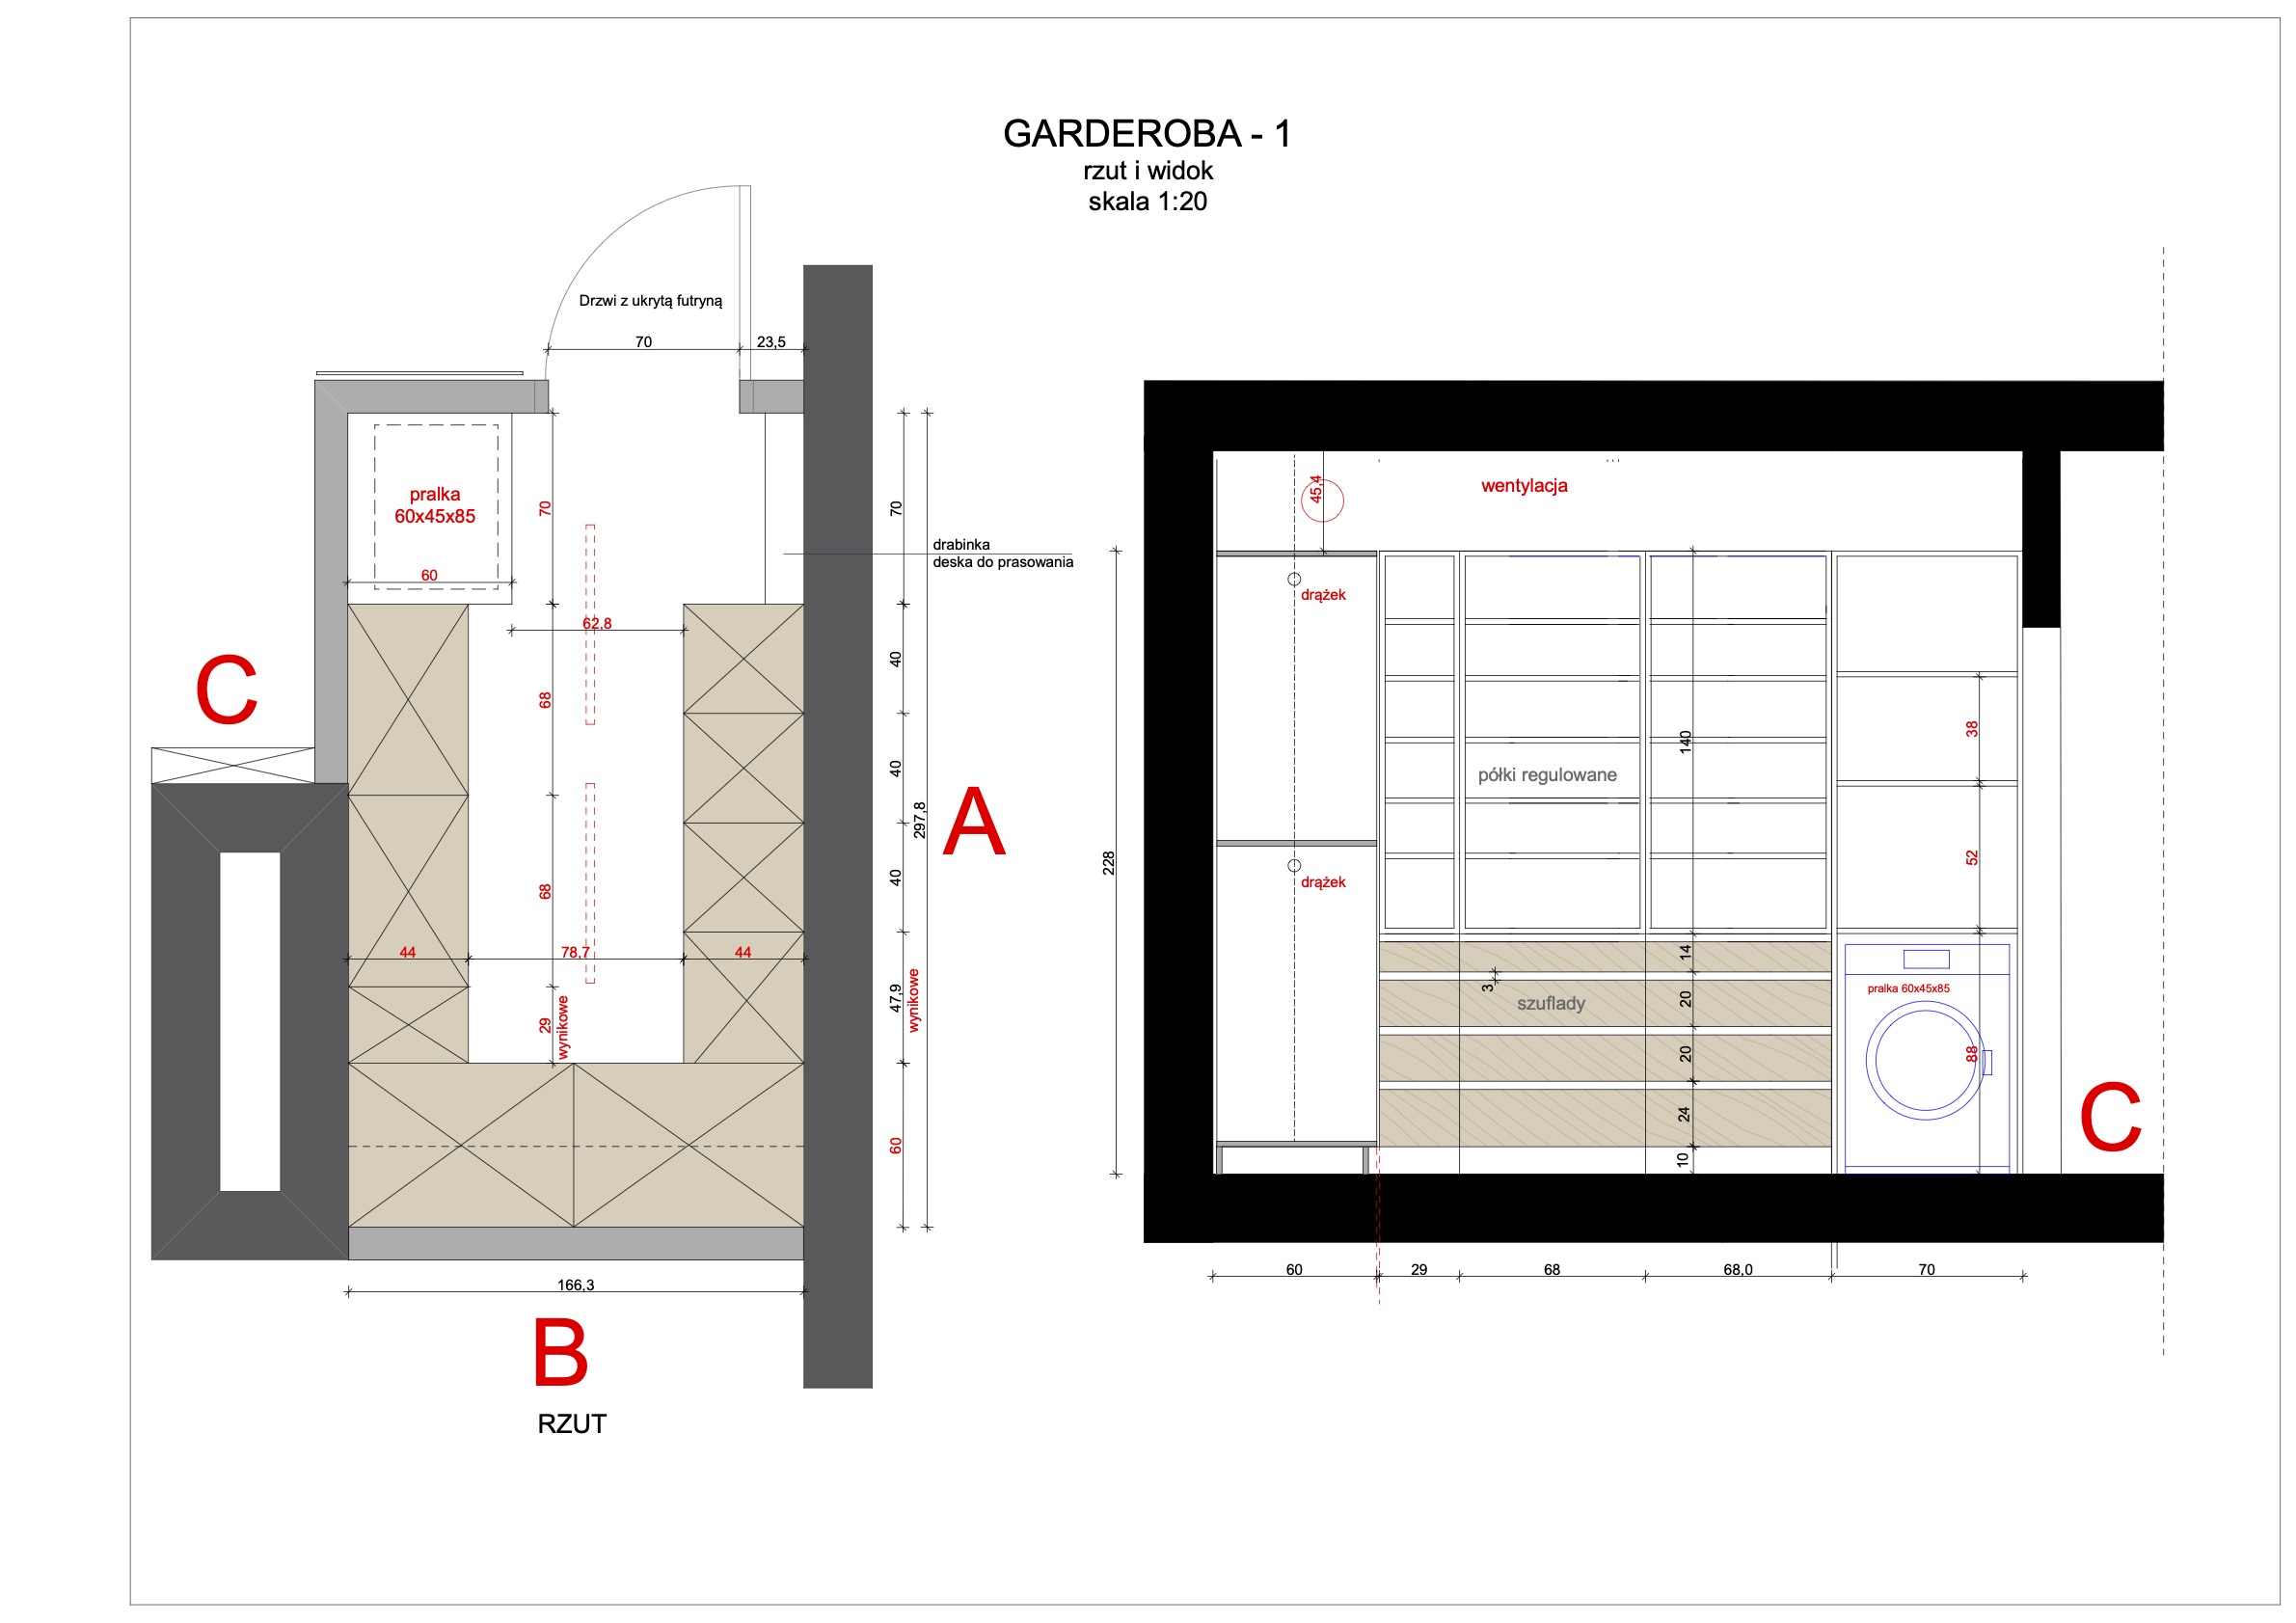 GARDEROBA - 1
rzut i widok
skala 1:20
Drzwi z ukrytą futryną
70
23,5
pralka
60x45x85
60
70
62,8
68
68
44
78,7
44
29
wynikowe
70
40
40
40
47,9
wynikowe
60
297,8
drabinka
deska do prasowania
C
A
166,3
B
RZUT
45,4
wentylacja
drążek
drążek
228
półki regulowane
140
szuflady
3
14
20
20
24
10
38
52
88
pralka 60x45x85
C
60
29
68
68,0
70